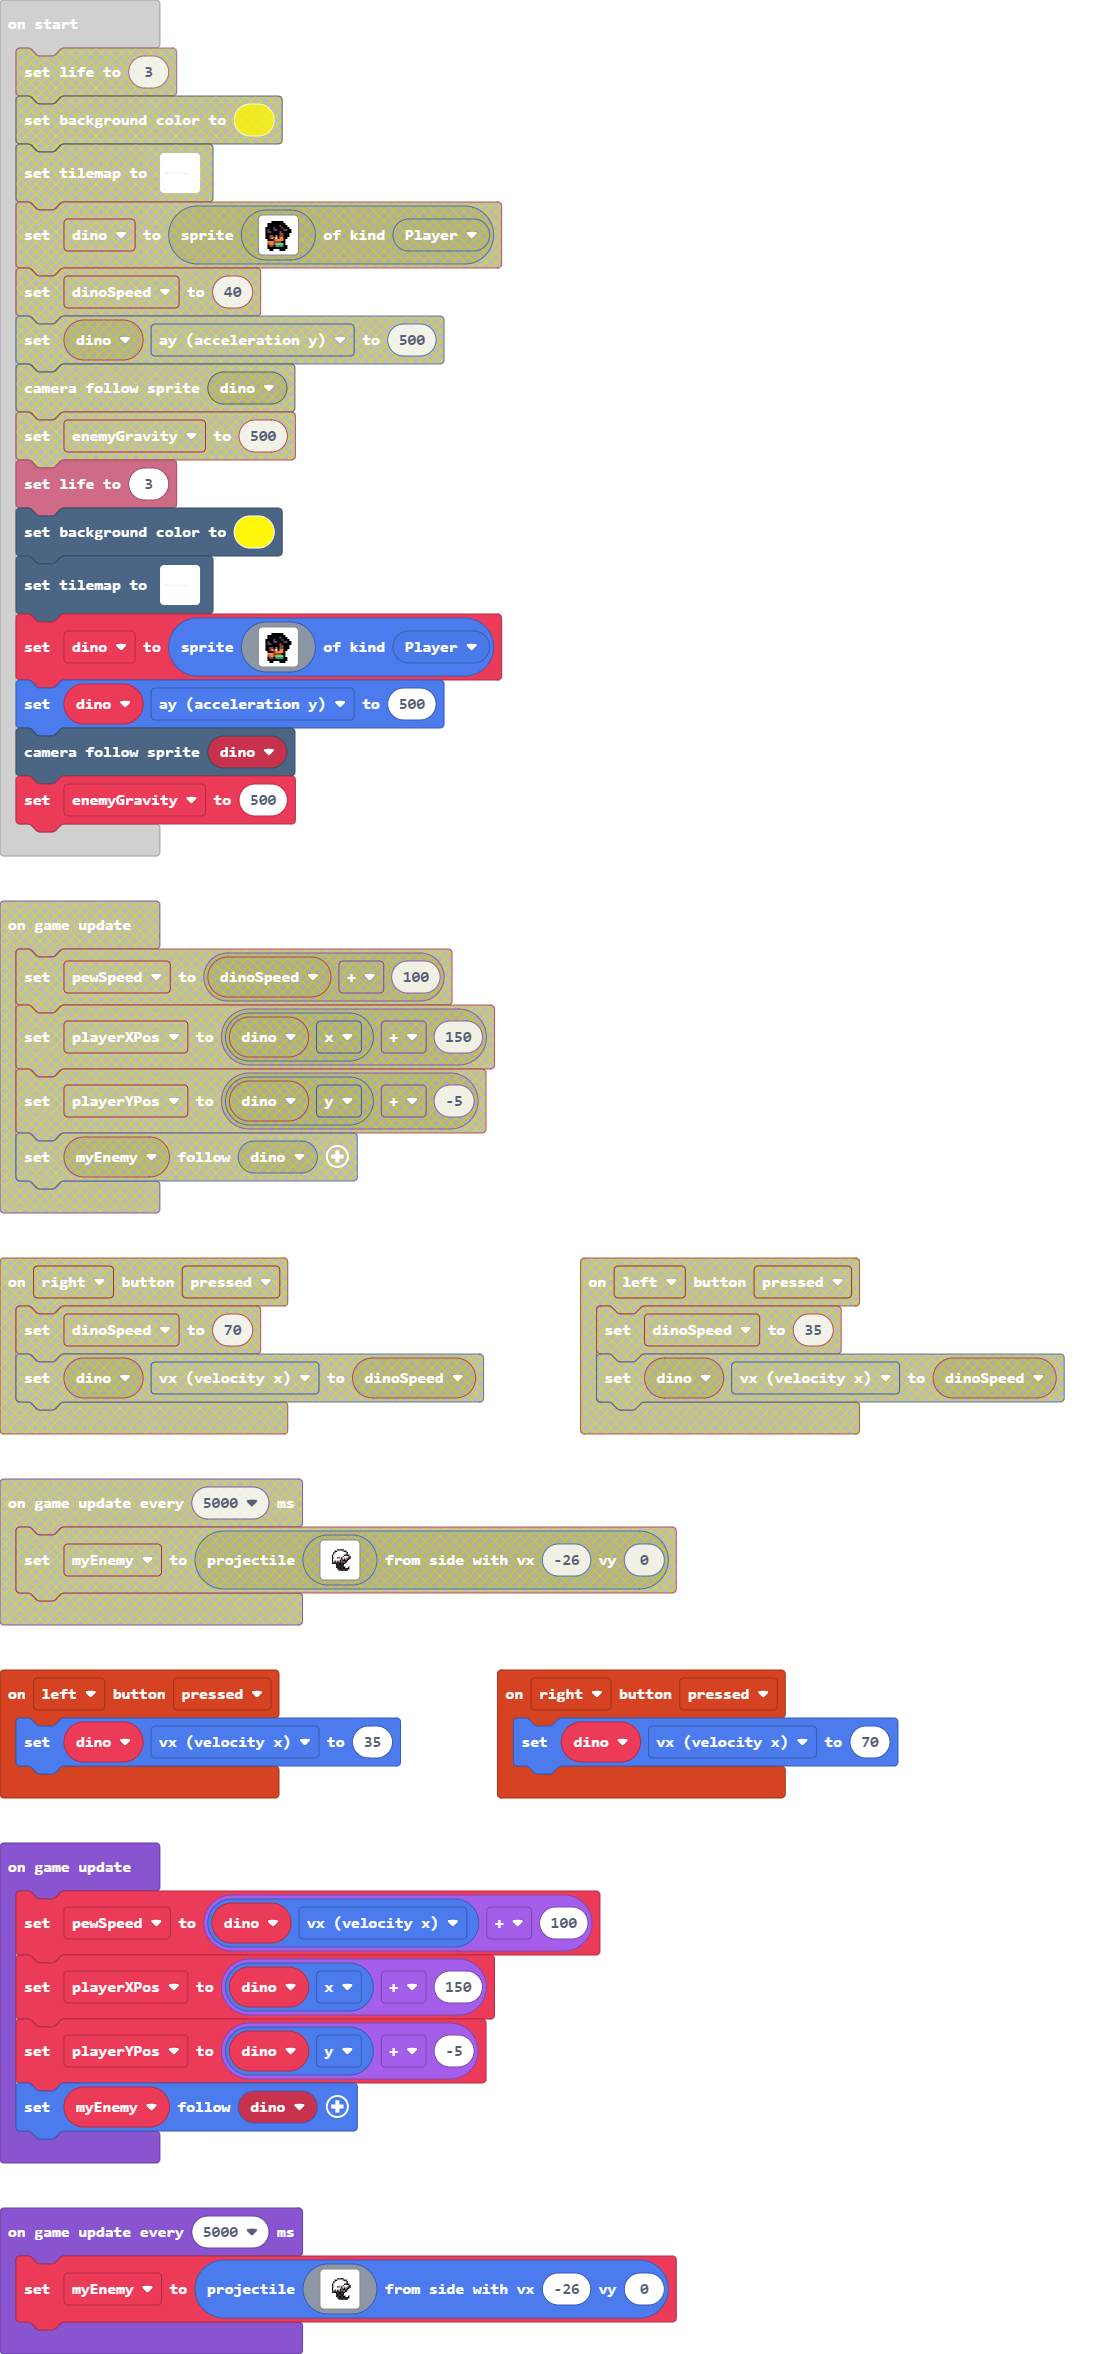 on start
set life to 3
set background color to
set tilemap to
set dino to sprite of kind Player
set dinoSpeed to 40
set dino ay (acceleration y) to 500
camera follow sprite dino
set enemyGravity to 500
set life to 3
set background color to
set tilemap to
set dino to sprite of kind Player
set dino ay (acceleration y) to 500
camera follow sprite dino
set enemyGravity to 500
on game update
set pewSpeed to dinoSpeed + 100
set playerXPos to dino x + 150
set playerYPos to dino y + -5
set myEnemy follow dino
on right button pressed
set dinoSpeed to 70
set dino vx (velocity x) to dinoSpeed
on left button pressed
set dinoSpeed to 35
set dino vx (velocity x) to dinoSpeed
on game update every 5000 ms
set myEnemy to projectile from side with vx -26 vy 0
on left button pressed
set dino vx (velocity x) to 35
on right button pressed
set dino vx (velocity x) to 70
on game update
set pewSpeed to dino vx (velocity x) + 100
set playerXPos to dino x + 150
set playerYPos to dino y + -5
set myEnemy follow dino
on game update every 5000 ms
set myEnemy to projectile from side with vx -26 vy 0